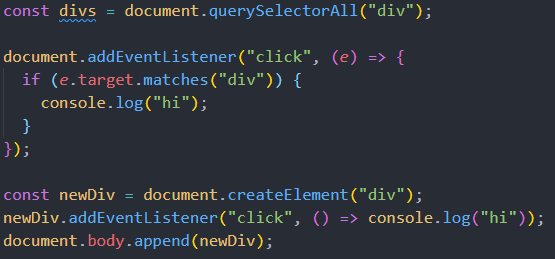 const divs = document.querySelectorAll("div");

document.addEventListener("click", (e) => {
  if (e.target.matches("div")) {
    console.log("hi");
  }
});

const newDiv = document.createElement("div");
newDiv.addEventListener("click", () => console.log("hi"));
document.body.append(newDiv);